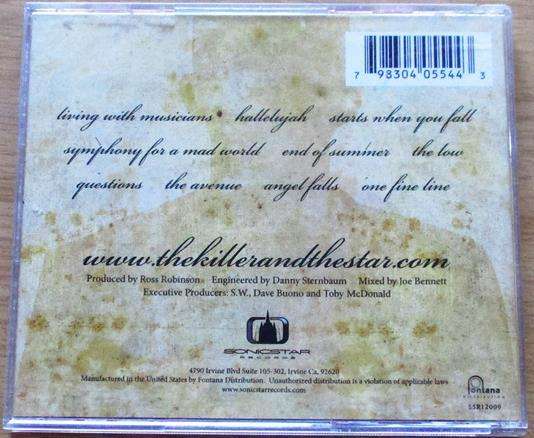 7 98304 05544 3
living with musicians hallelujah starts when you fall
symphony for a mad world end of summer the low
questions the avenue angel falls one fine line
www.thekillerandthestar.com
Produced by Ross Robinson Engineered by Danny Sternbaum Mixed by Joe Bennett
Executive Producers: S.W., Dave Buono and Toby McDonald
SONICSTAR
RECORDS
4790 Irvine Blvd Suite 105-302, Irvine Ca, 92620
Manufactured in the United States by Fontana Distribution. Unauthorized distribution is a violation of applicable laws
www.sonicstarrecords.com
fontana
DISTRIBUTION
SSR12009